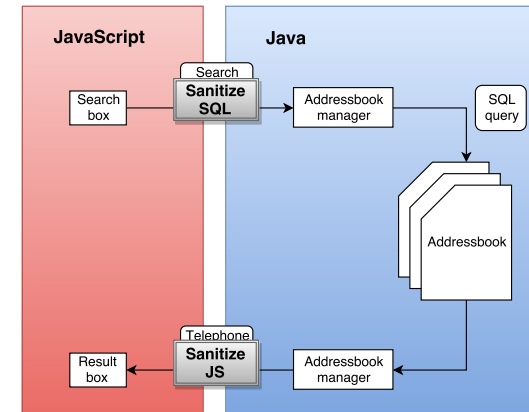 JavaScript
Java
Search
Sanitize
SQL
Search
box
Addressbook
manager
SQL
query
Addressbook
Telephone
Sanitize
JS
Result
box
Addressbook
manager